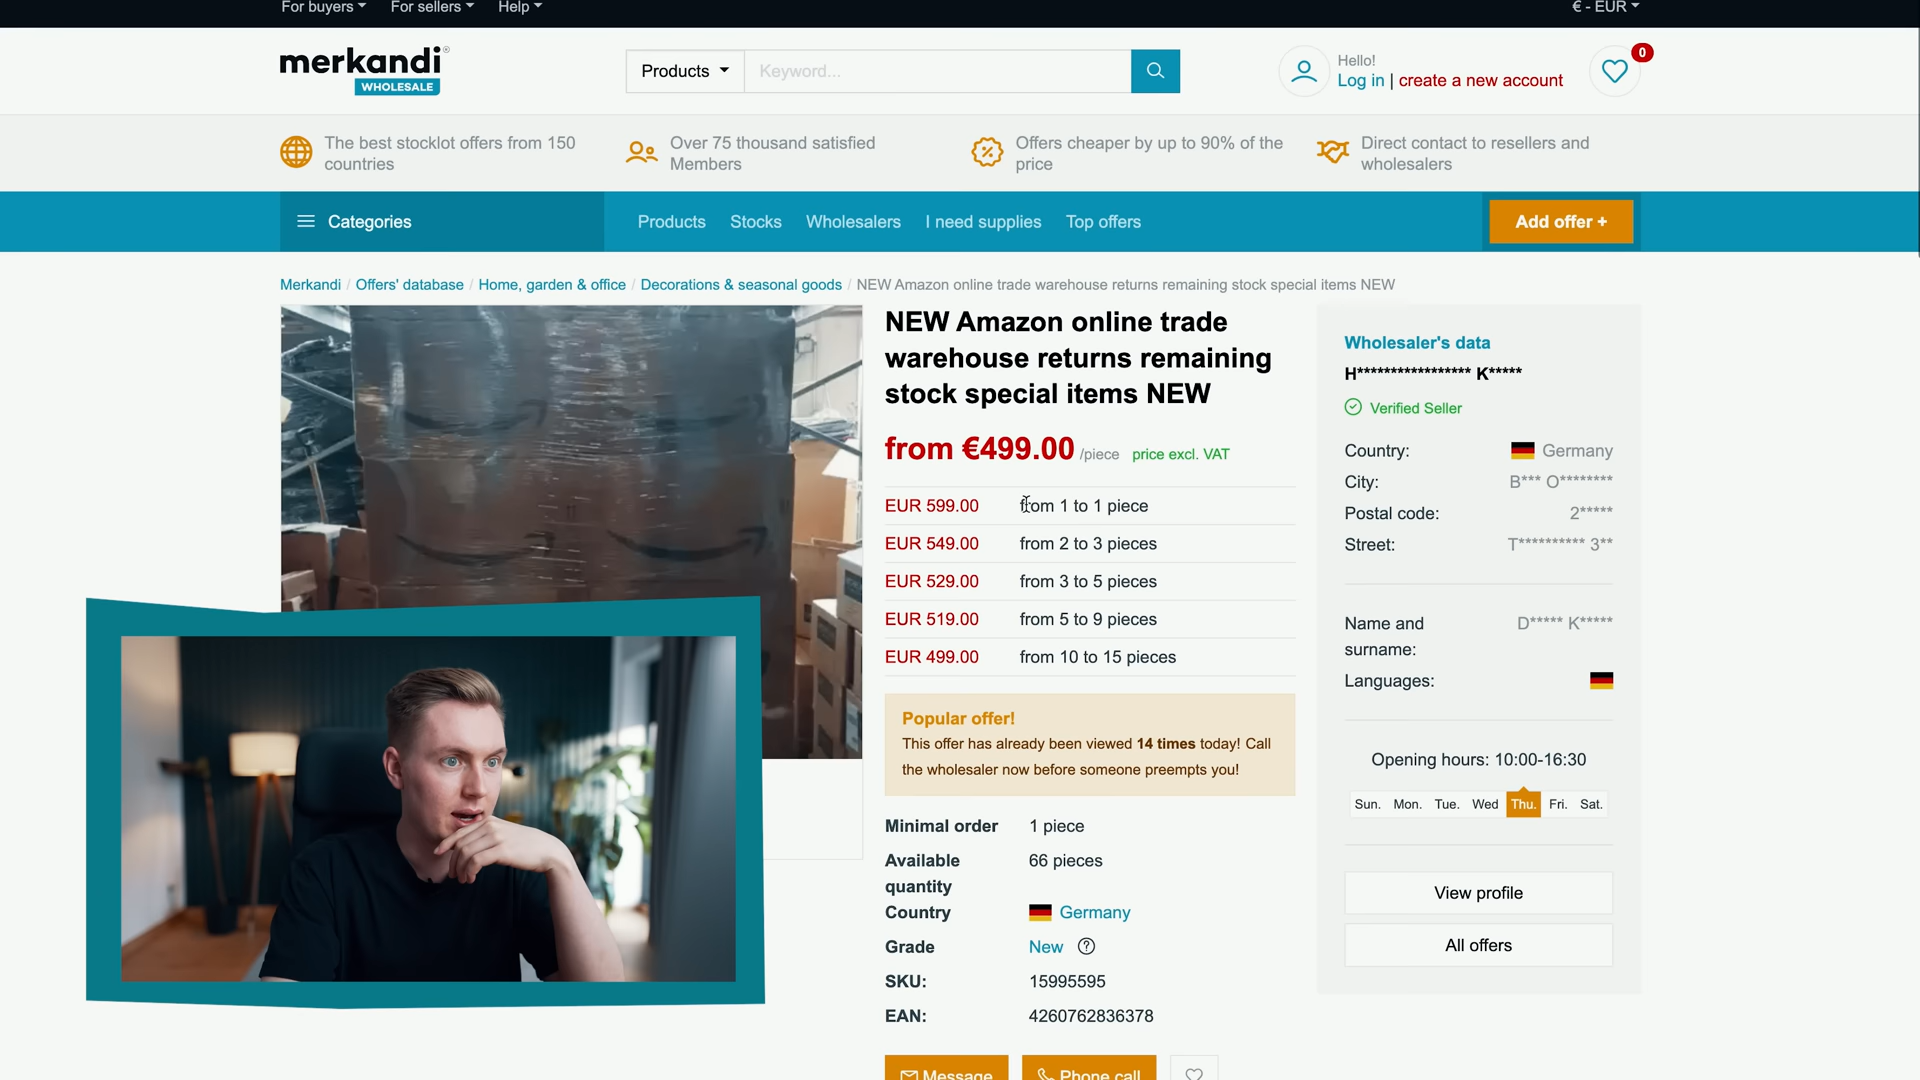 For buyers
For sellers
Help
€ - EUR
merkandi®
WHOLESALE
Products
Keyword...
Hello!
Log in | create a new account
0
The best stocklot offers from 150
countries
Over 75 thousand satisfied
Members
Offers cheaper by up to 90% of the
price
Direct contact to resellers and
wholesalers
Categories
Products
Stocks
Wholesalers
I need supplies
Top offers
Add offer +
Merkandi / Offers' database / Home, garden & office / Decorations & seasonal goods / NEW Amazon online trade warehouse returns remaining stock special items NEW
NEW Amazon online trade
warehouse returns remaining
stock special items NEW
from €499.00 /piece price excl. VAT
EUR 599.00 from 1 to 1 piece
EUR 549.00 from 2 to 3 pieces
EUR 529.00 from 3 to 5 pieces
EUR 519.00 from 5 to 9 pieces
EUR 499.00 from 10 to 15 pieces
Popular offer!
This offer has already been viewed 14 times today! Call
the wholesaler now before someone preempts you!
Minimal order 1 piece
Available 66 pieces
quantity
Country Germany
Grade New ?
SKU: 15995595
EAN: 4260762836378
Message
Phone call
Wholesaler's data
H***************** K*****
Verified Seller
Country: Germany
City: B*** O********
Postal code: 2*****
Street: T********** 3**
Name and D***** K*****
surname:
Languages:
Opening hours: 10:00-16:30
Sun. Mon. Tue. Wed Thu. Fri. Sat.
View profile
All offers